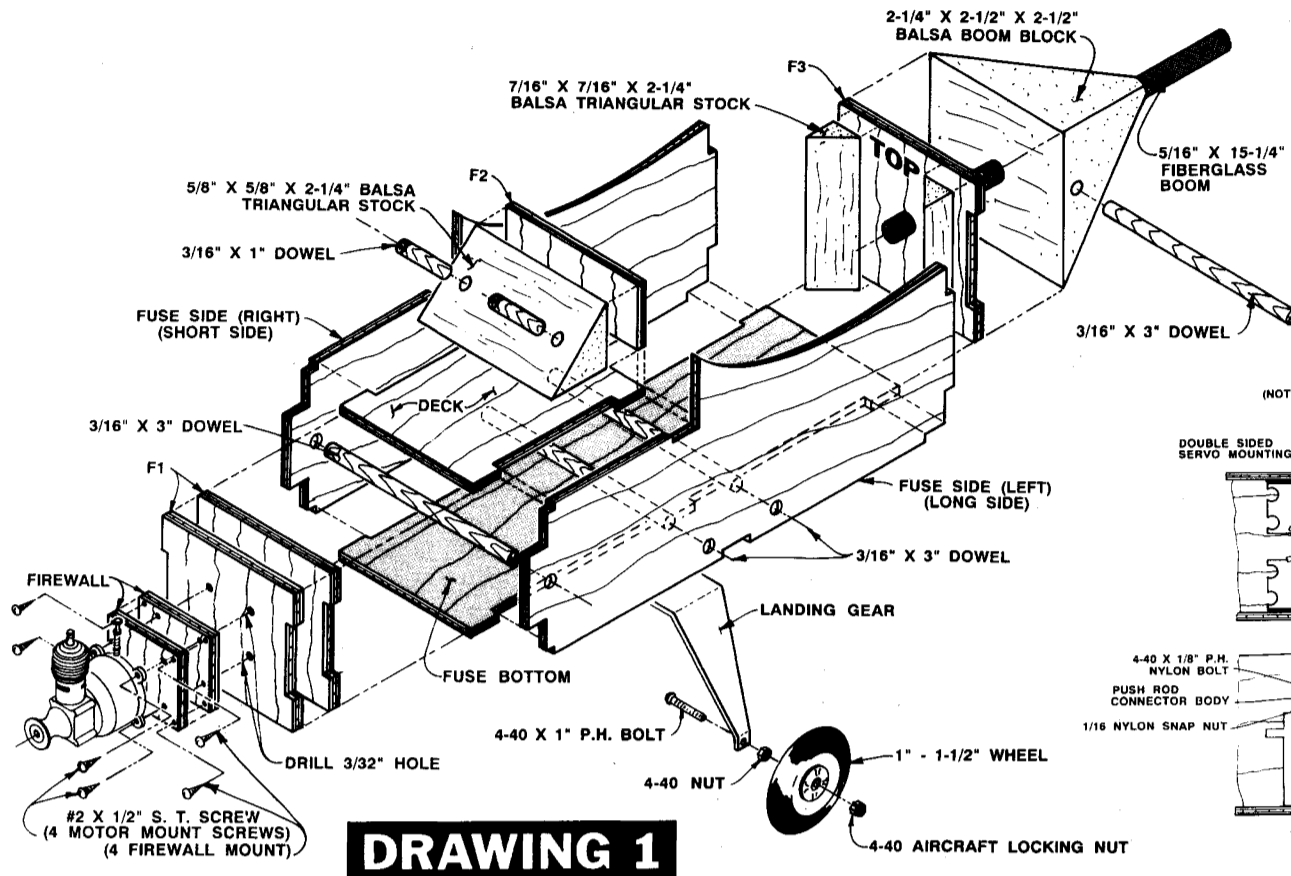 2-1/4" X 2-1/2" X 2-1/2"
BALSA BOOM BLOCK
F3
7/16" X 7/16" X 2-1/4"
BALSA TRIANGULAR STOCK
TOP
5/16" X 15-1/4"
FIBERGLASS
BOOM
F2
5/8" X 5/8" X 2-1/4" BALSA
TRIANGULAR STOCK
3/16" X 1" DOWEL
3/16" X 3" DOWEL
FUSE SIDE (RIGHT)
(SHORT SIDE)
DECK
(NOT
3/16" X 3" DOWEL
DOUBLE SIDED
SERVO MOUNTING
F1
FUSE SIDE (LEFT)
(LONG SIDE)
3/16" X 3" DOWEL
FIREWALL
LANDING GEAR
FUSE BOTTOM
4-40 X 1/8" P.H.
NYLON BOLT
PUSH ROD
CONNECTOR BODY
1/16 NYLON SNAP NUT
4-40 X 1" P.H. BOLT
1" - 1-1/2" WHEEL
DRILL 3/32" HOLE
4-40 NUT
#2 X 1/2" S. T. SCREW
(4 MOTOR MOUNT SCREWS)
(4 FIREWALL MOUNT)
4-40 AIRCRAFT LOCKING NUT
DRAWING 1